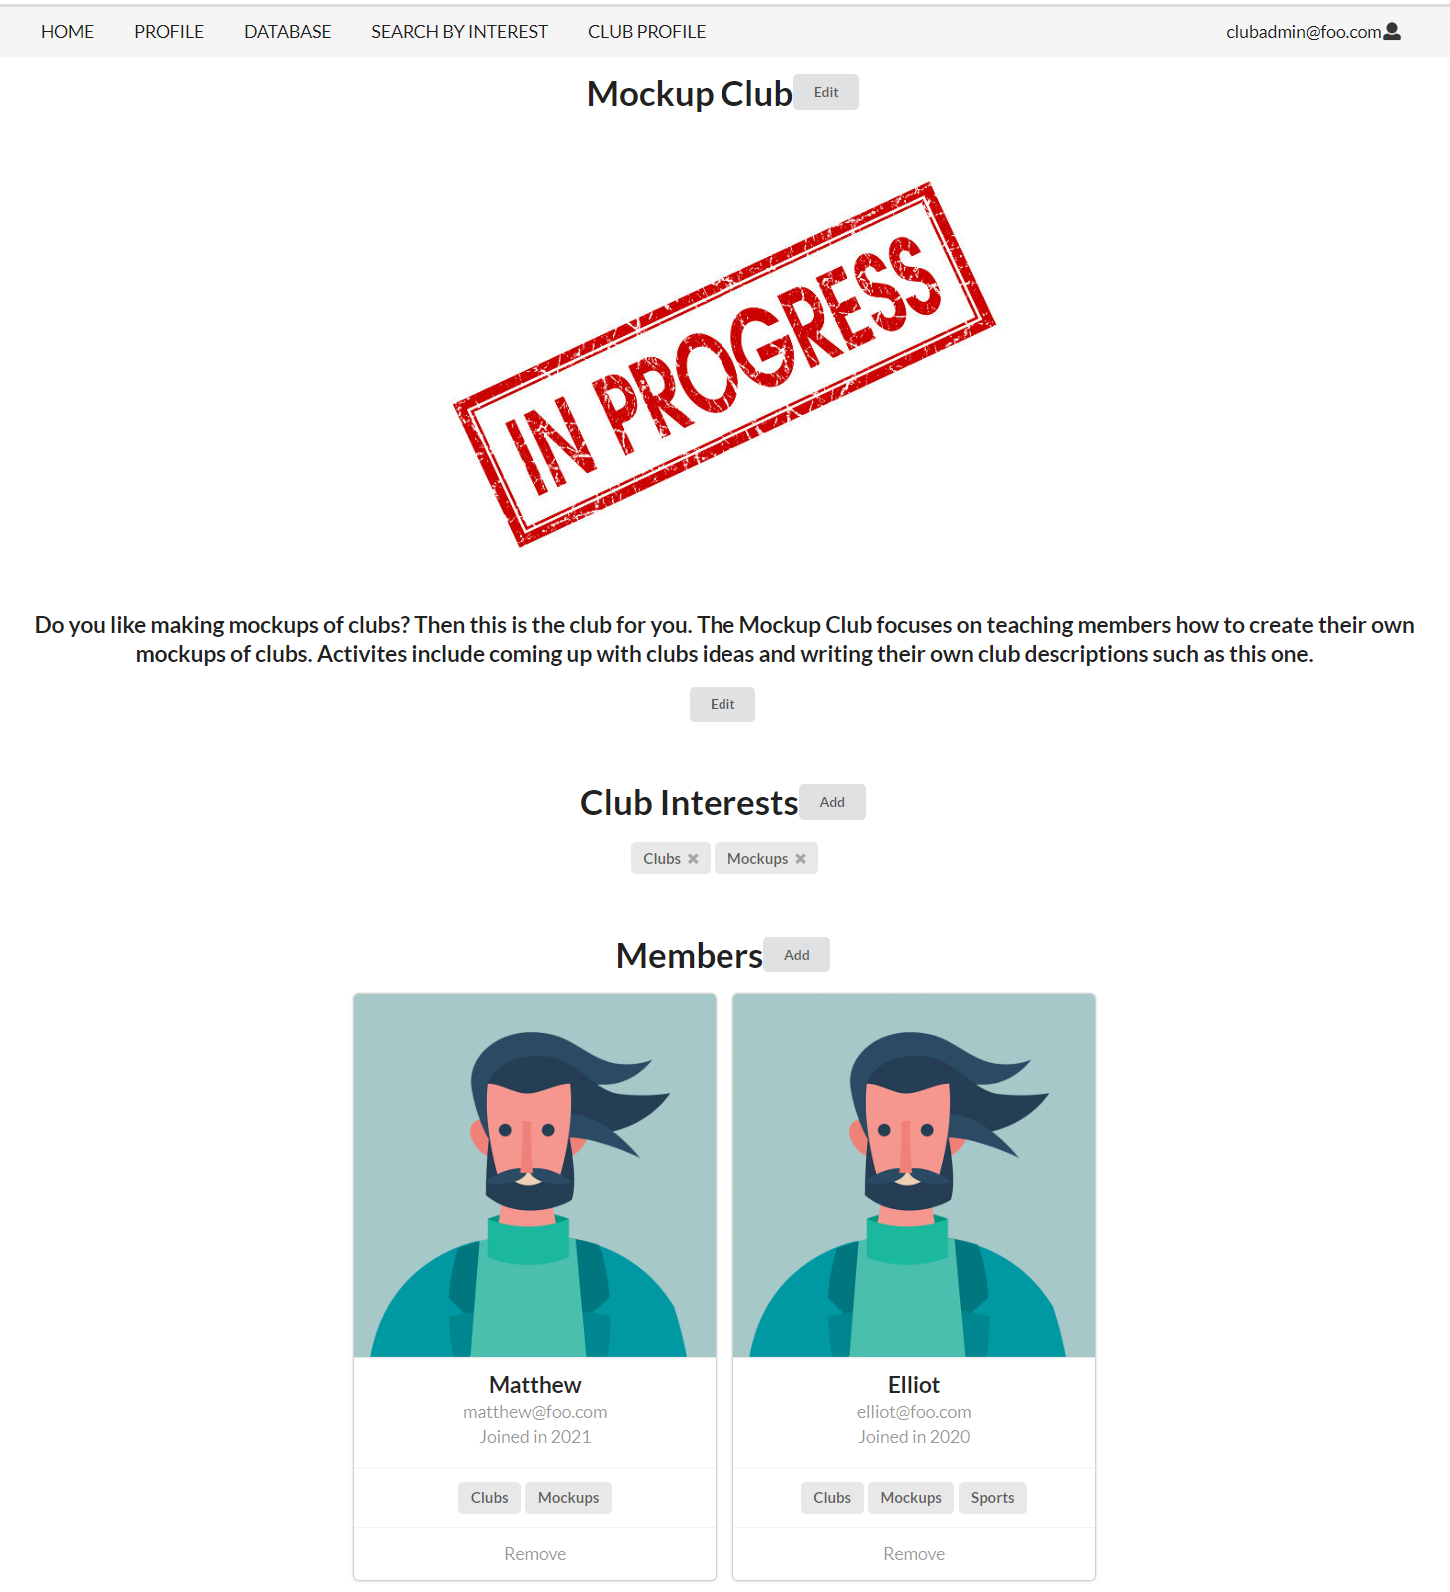 HOME PROFILE DATABASE SEARCH BY INTEREST CLUB PROFILE clubadmin@foo.com
Mockup Club Edit
IN PROGRESS
Do you like making mockups of clubs? Then this is the club for you. The Mockup Club focuses on teaching members how to create their own
mockups of clubs. Activites include coming up with clubs ideas and writing their own club descriptions such as this one.
Edit
Club Interests Add
Clubs Mockups
Members Add
Matthew
matthew@foo.com
Joined in 2021
Clubs Mockups
Remove
Elliot
elliot@foo.com
Joined in 2020
Clubs Mockups Sports
Remove